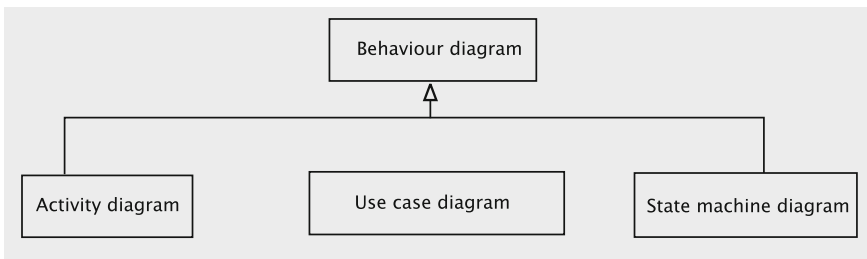 Behaviour diagram
Activity diagram
Use case diagram
State machine diagram